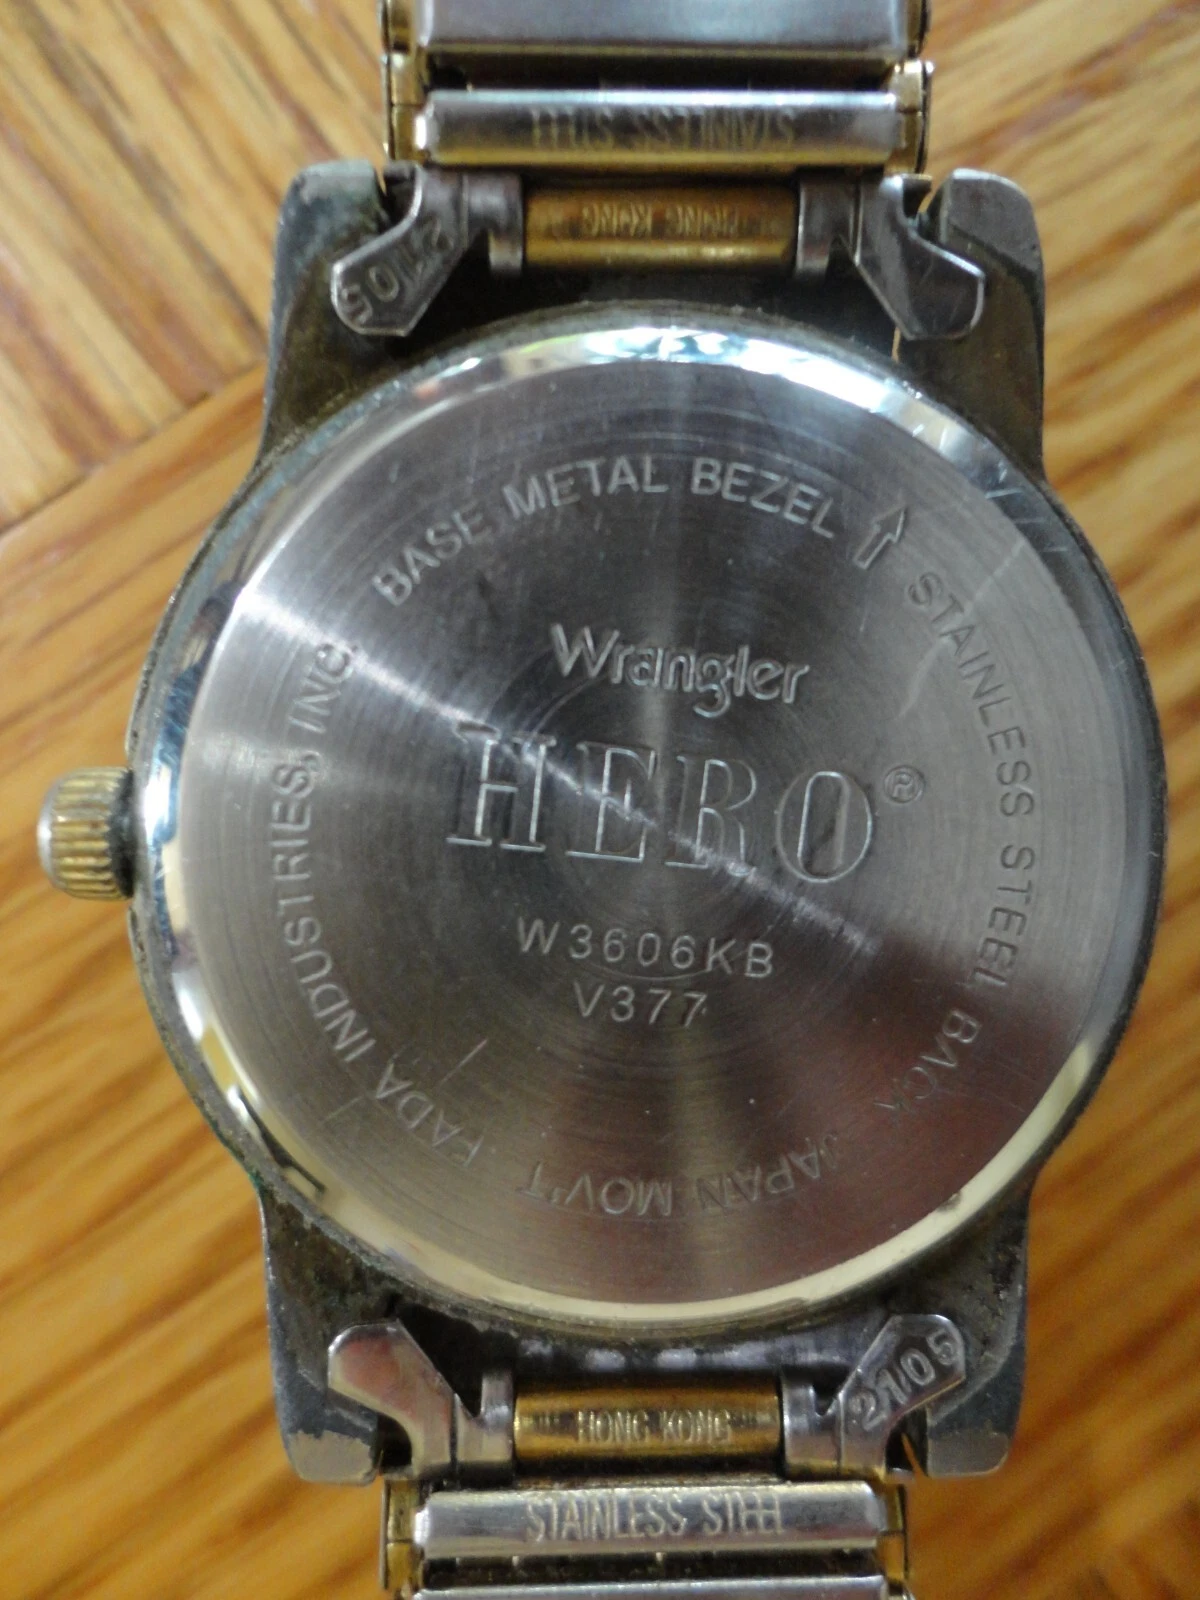 STAINLESS STEEL
HONG KONG
2105
BASE METAL BEZEL ⇧ STAINLESS STEEL BACK JAPAN MOV'T FADA INDUSTRIES, INC.
Wrangler
HERO®
W3606KB
V377
2105
HONG KONG
STAINLESS STEEL